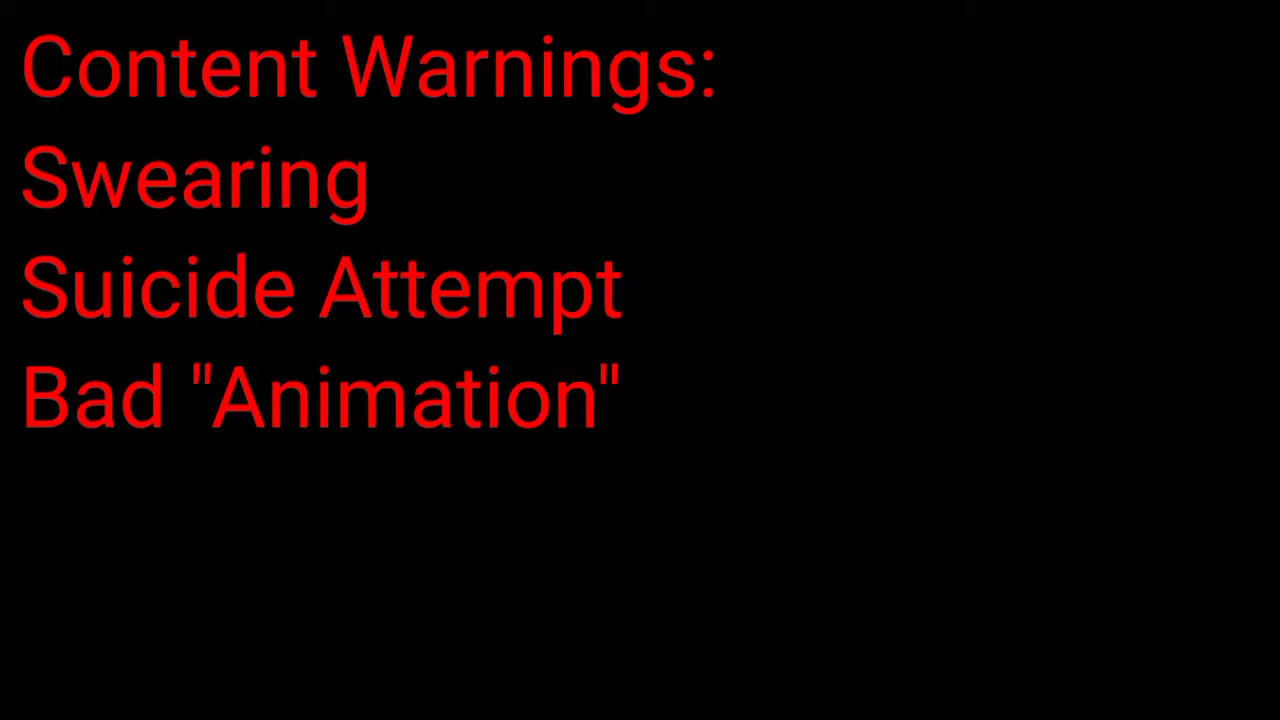 Content Warnings:
Swearing
Suicide Attempt
Bad "Animation"